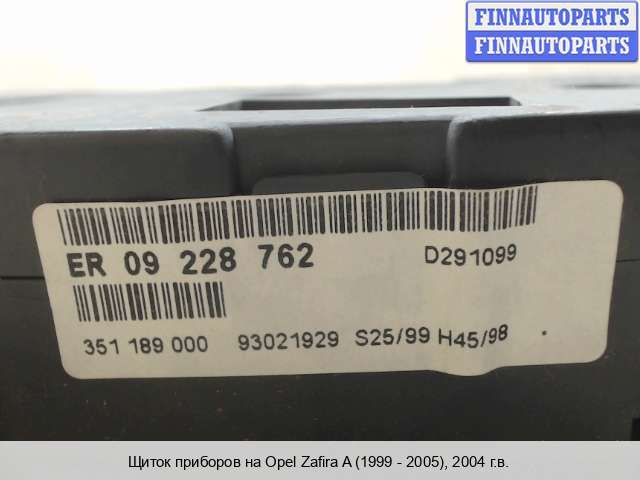 FINNAUTOPARTS
FINNAUTOPARTS
ER 09 228 762 D291099
351 189 000 93021929 S25/99 H45/98
Щиток приборов на Opel Zafira A (1999 - 2005), 2004 г.в.